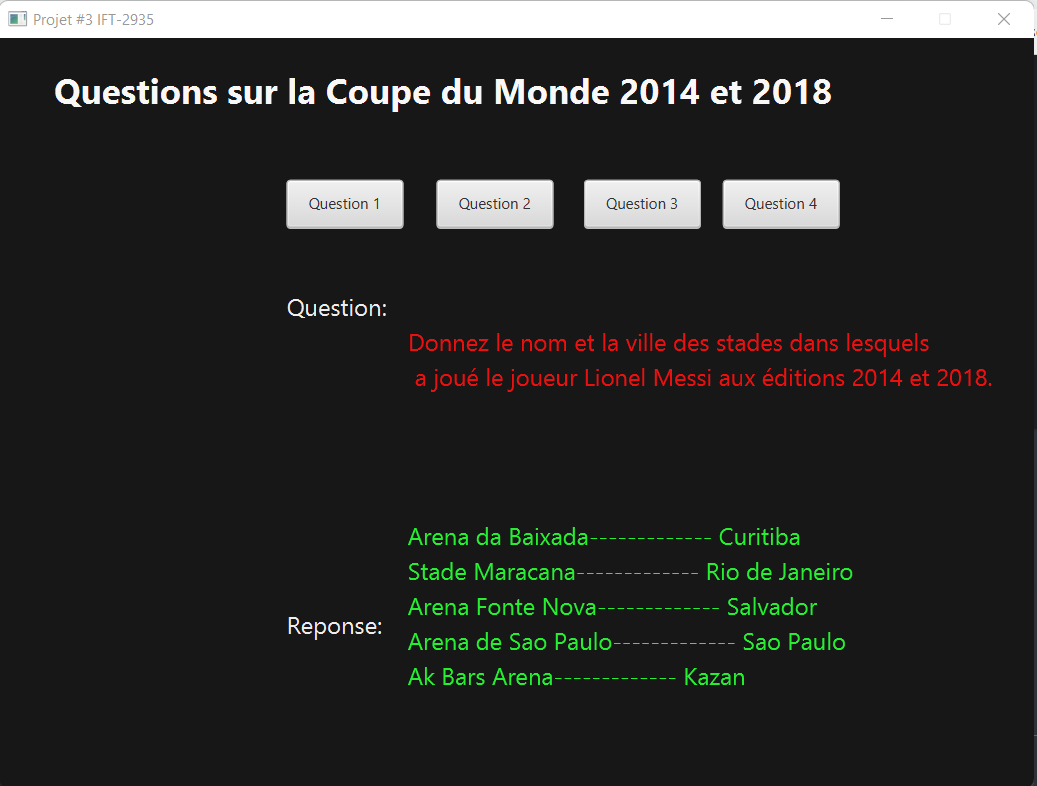 Projet #3 IFT-2935
Questions sur la Coupe du Monde 2014 et 2018
Question 1
Question 2
Question 3
Question 4
Question:
Donnez le nom et la ville des stades dans lesquels
a joué le joueur Lionel Messi aux éditions 2014 et 2018.
Reponse:
Arena da Baixada------------- Curitiba
Stade Maracana------------- Rio de Janeiro
Arena Fonte Nova------------- Salvador
Arena de Sao Paulo------------- Sao Paulo
Ak Bars Arena------------- Kazan